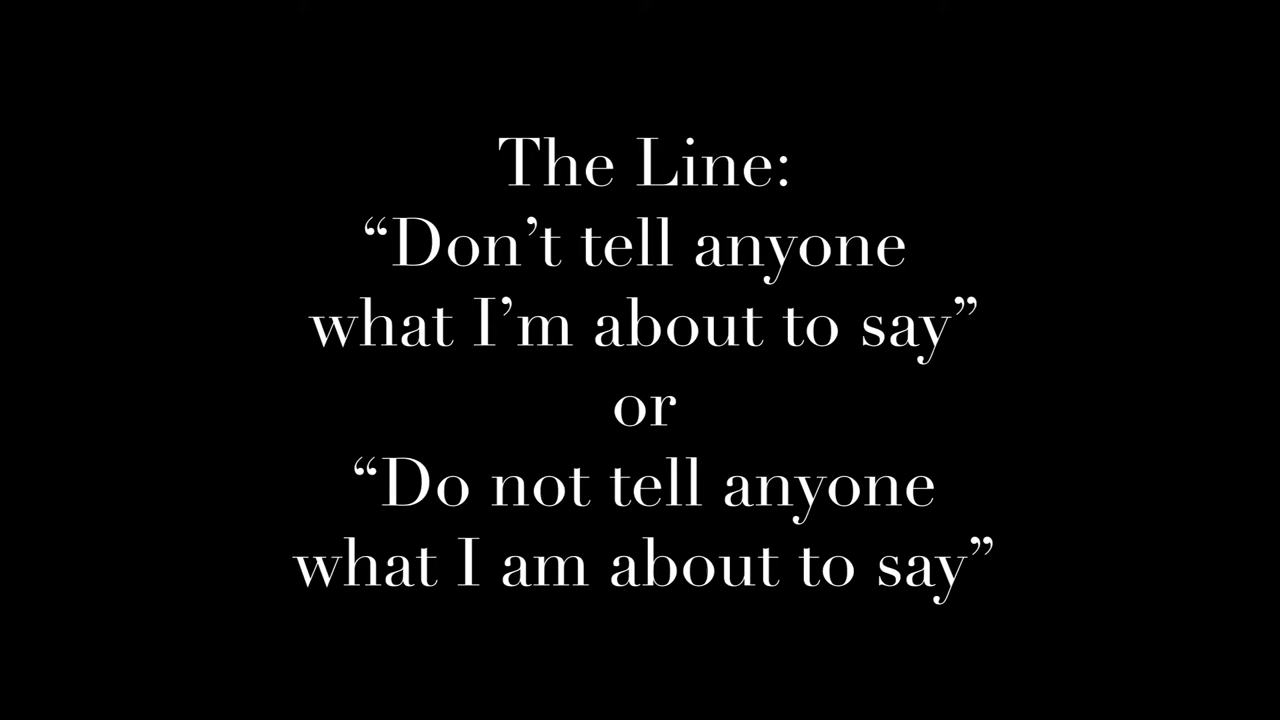 The Line:
“Don’t tell anyone
what I’m about to say”
or
“Do not tell anyone
what I am about to say”